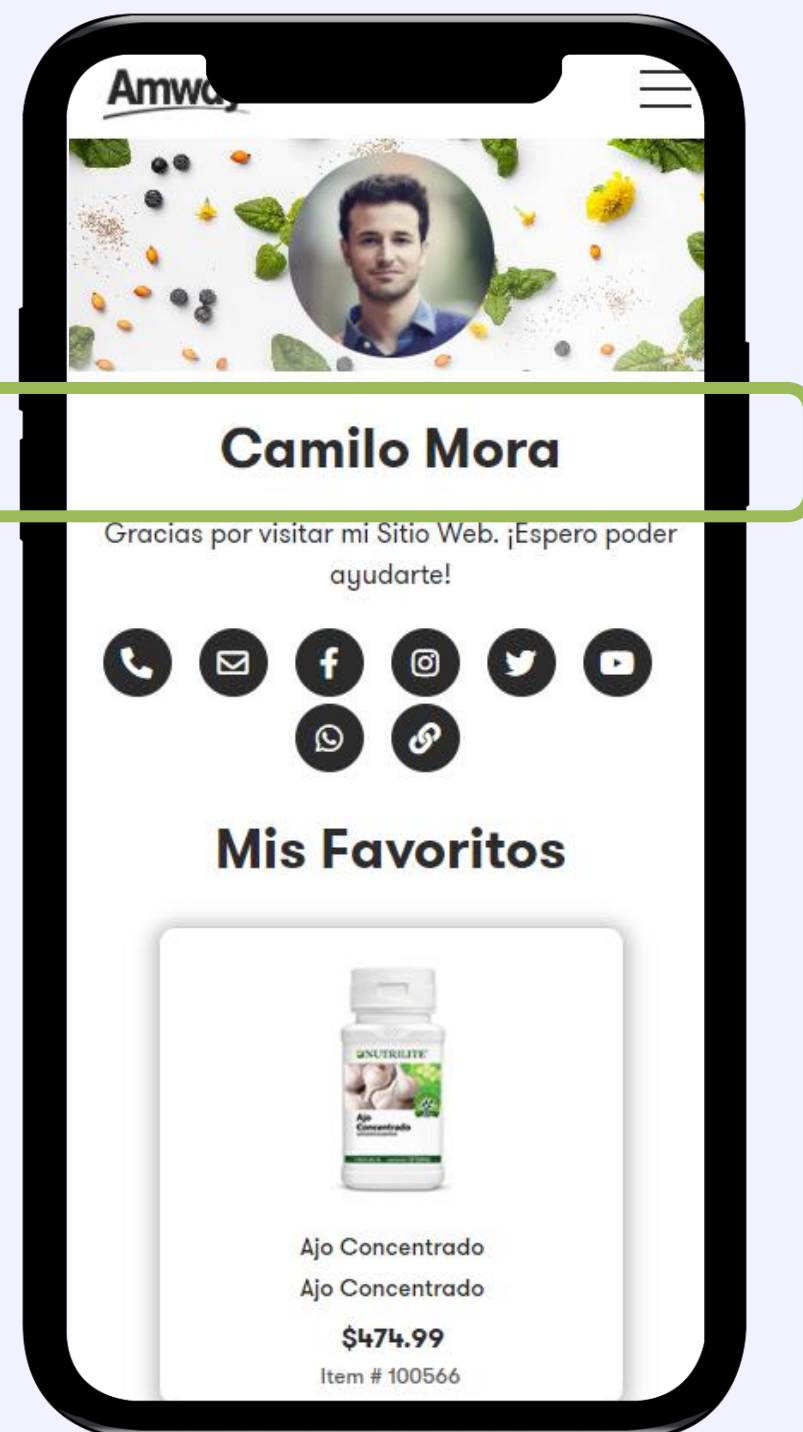 Amway
Camilo Mora
Gracias por visitar mi Sitio Web. ¡Espero poder
ayudarte!
Mis Favoritos
NUTRILITE
Ajo
Concentrado
Ajo Concentrado
Ajo Concentrado
$474.99
Item # 100566